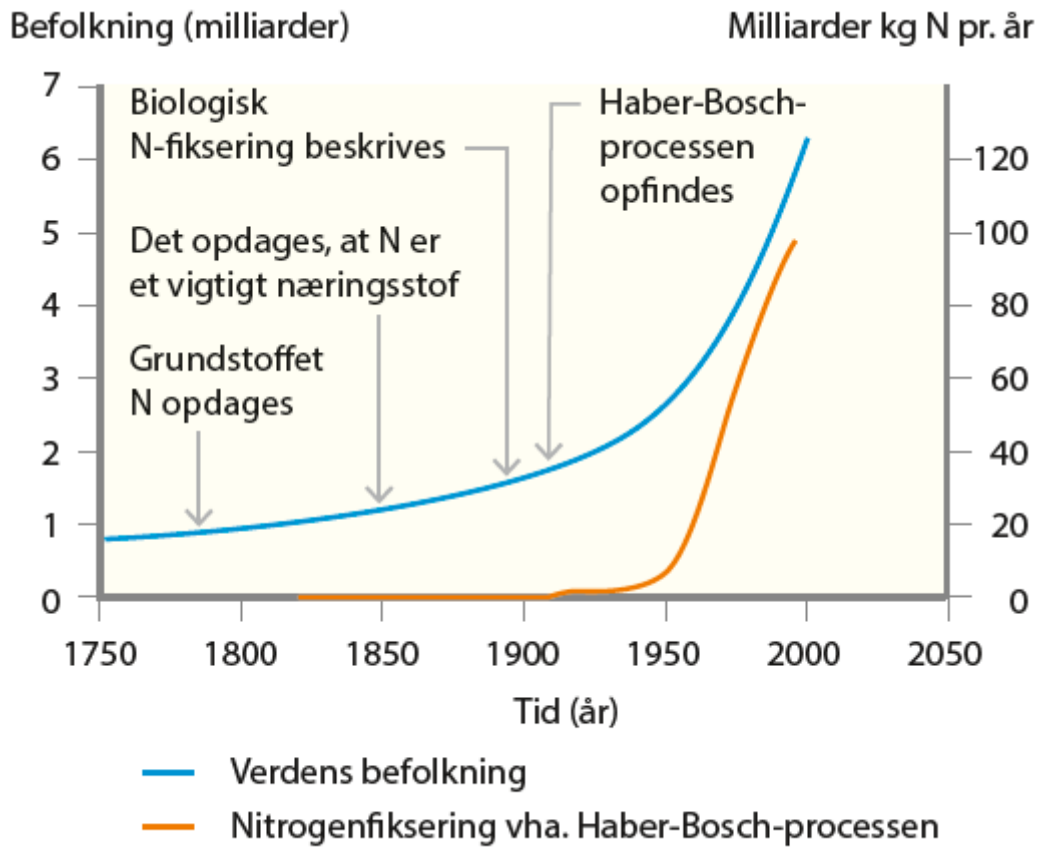 Befolkning (milliarder)
Milliarder kg N pr. år
7
6
5
4
3
2
1
0
Biologisk
N-fiksering beskrives
Det opdages, at N er
et vigtigt næringsstof
Grundstoffet
N opdages
Haber-Bosch-
processen
opfindes
120
100
80
60
40
20
0
1750 1800 1850 1900 1950 2000 2050
Tid (år)
Verdens befolkning
Nitrogenfiksering vha. Haber-Bosch-processen